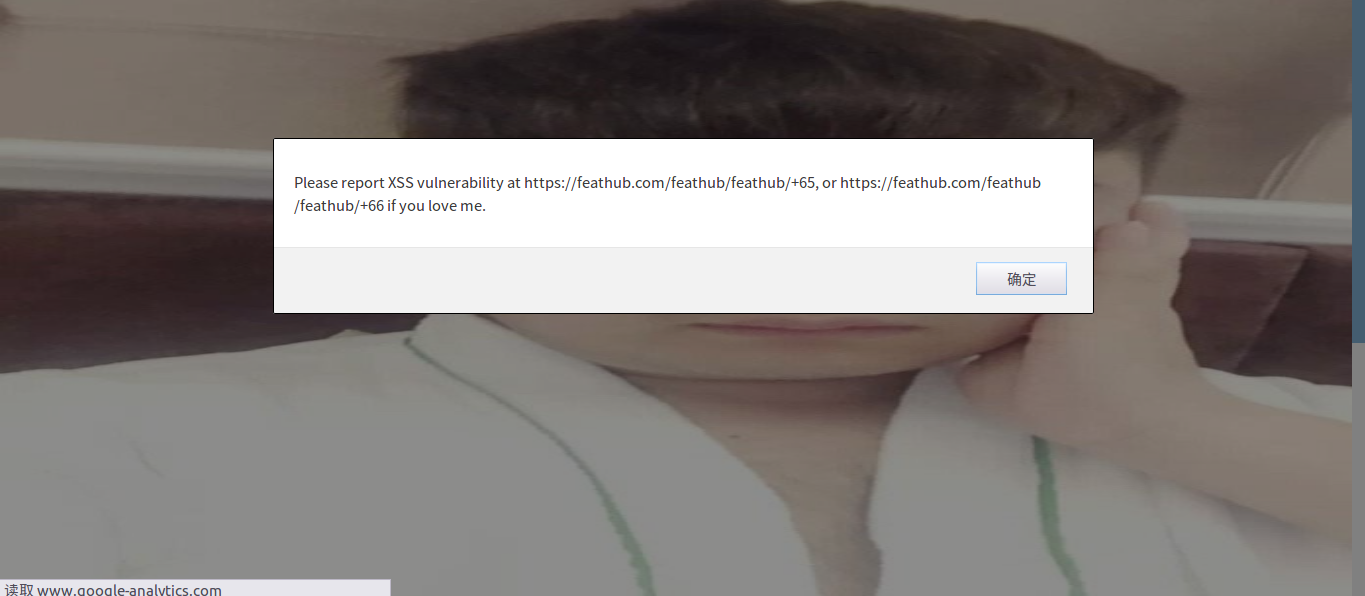 Please report XSS vulnerability at https://feathub.com/feathub/feathub/+65, or https://feathub.com/feathub
/feathub/+66 if you love me.
确定
读取 www.google-analytics.com